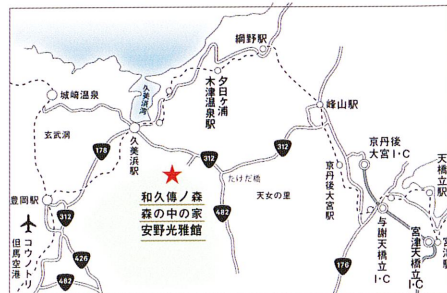 網野駅
夕日ヶ浦
木津温泉駅
久美浜湾
城崎温泉
玄武洞
峰山駅
178
久美浜駅
312
312
京丹後
大宮I・C
天橋立駅
たけだ橋
京丹後大宮駅
豊岡駅
和久傳ノ森
森の中の家
安野光雅館
天女の里
312
482
与謝天橋立I・C
宮津天橋立I・C
コウノトリ
但馬空港
426
482
176